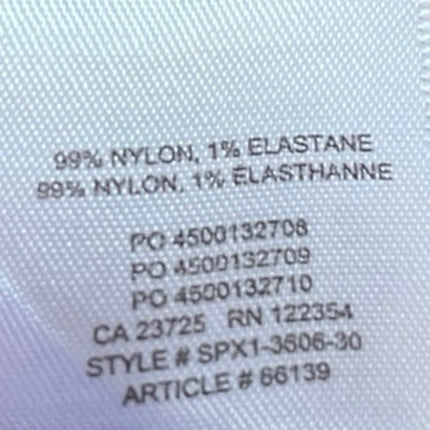 99% NYLON, 1% ELASTANE
99% NYLON, 1% ÉLASTHANNE
PO 4500132708
PO 4500132709
PO 4500132710
CA 23725 RN 122354
STYLE # SPX1-3606-30
ARTICLE # 66139